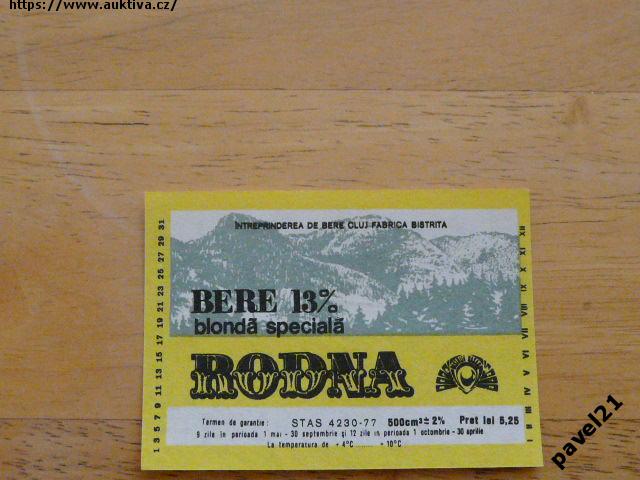 https://www.auktiva.cz/
ÎNTREPRINDEREA DE BERE CLUJ FABRICA BISTRITA
BERE 13%
blondă specială
RODNA
Termen de garantie: STAS 4230-77 500cm³±2% Pret lei 5,25
9 zile în perioada 1 mai - 30 septembrie şi 12 zile în perioada 1 octombrie - 30 aprilie
La temperatura de +4°C ........ +10°C
1 3 5 7 9 11 13 15 17 19 21 23 25 27 29 31
I II III IV V VI VII VIII IX X XI XII
pavel21